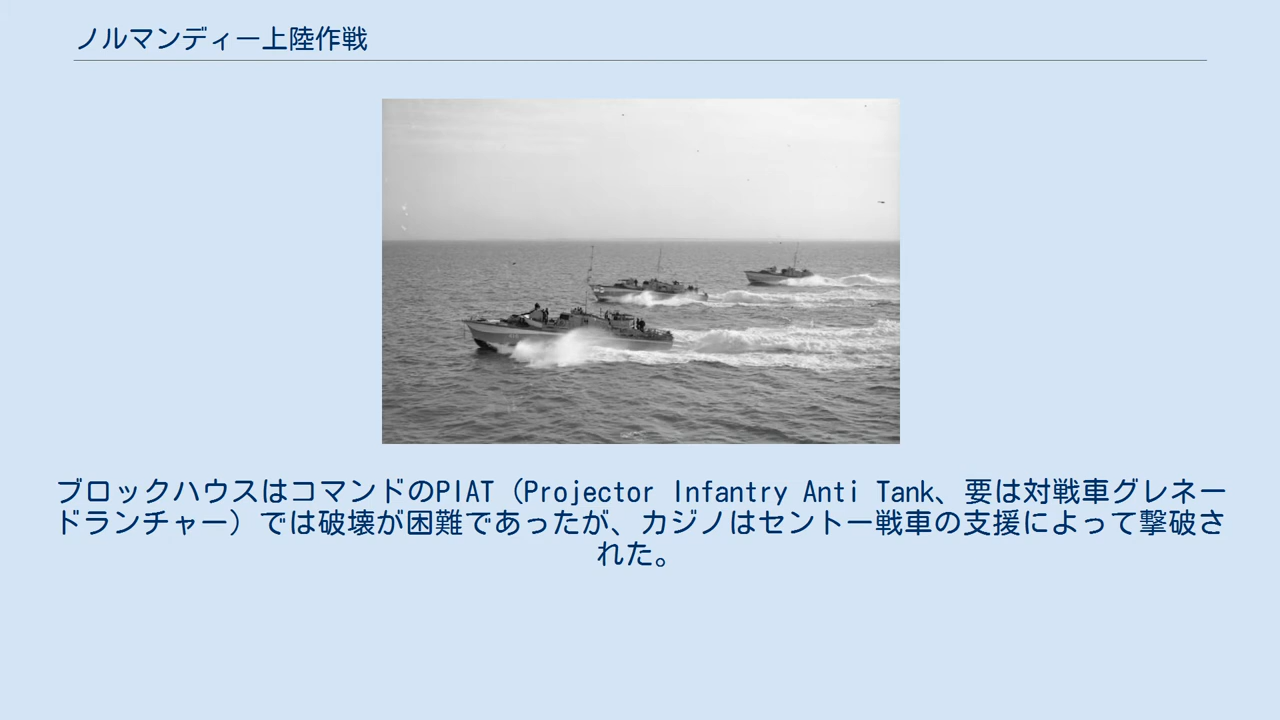 ノルマンディー上陸作戦
ブロックハウスはコマンドのPIAT（Projector Infantry Anti Tank、要は対戦車グレネー
ドランチャー）では破壊が困難であったが、カジノはセントー戦車の支援によって撃破さ
れた。